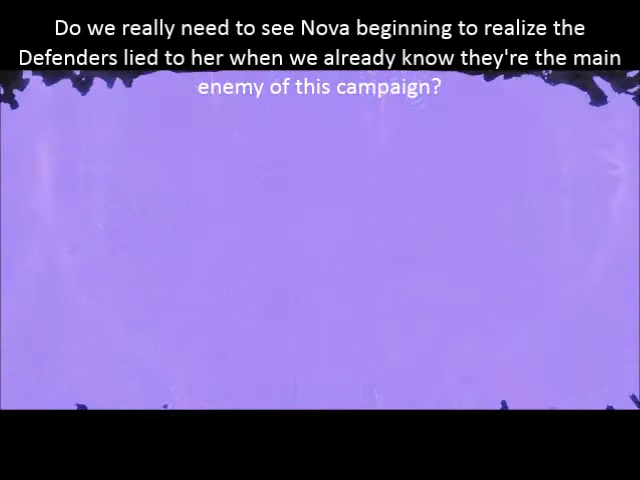 Do we really need to see Nova beginning to realize the
Defenders lied to her when we already know they're the main
enemy of this campaign?